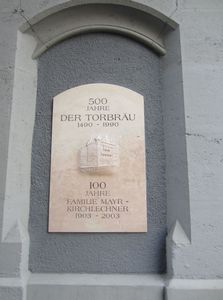 500
JAHRE
DER TORBRÄU
1490 - 1990
100
JAHRE
FAMILIE MAYR -
KIRCHLECHNER
1903 - 2003